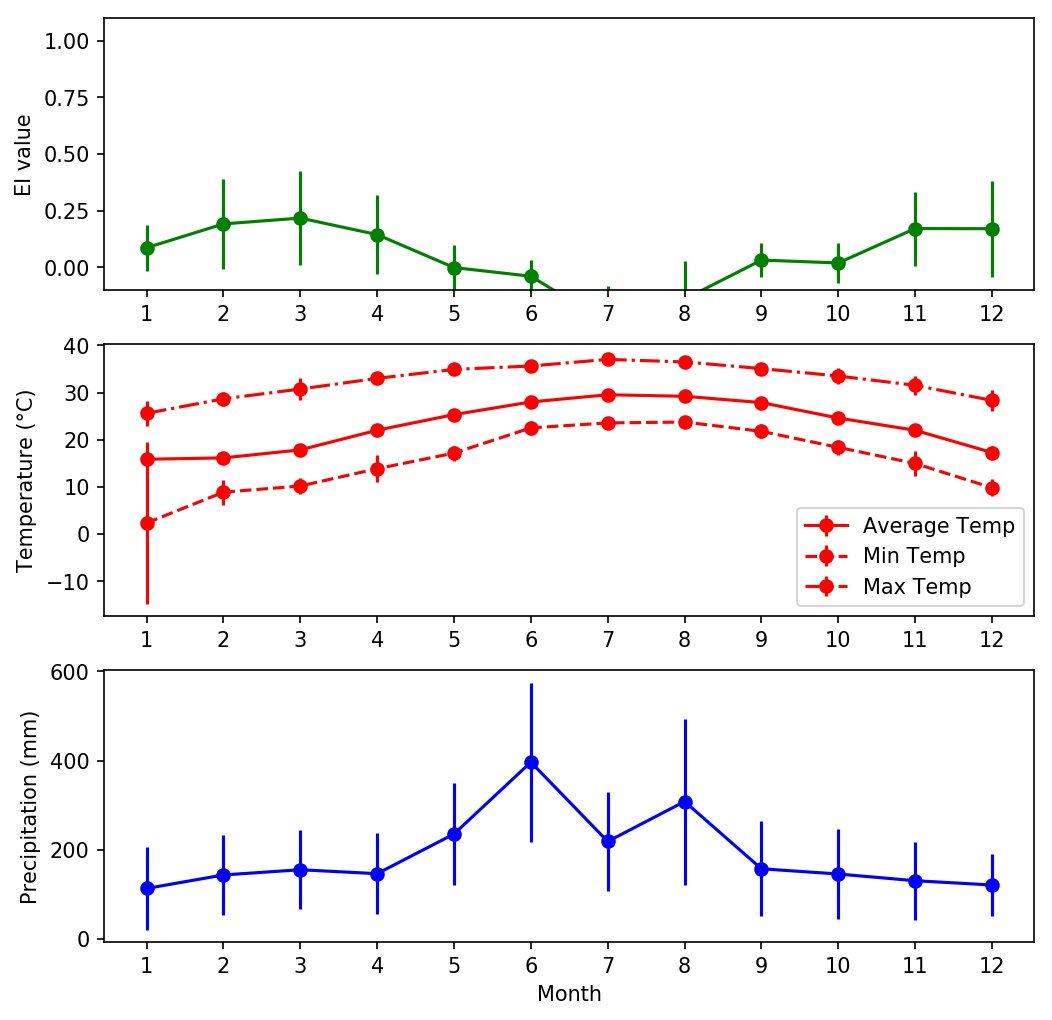 EI value
1.00
0.75
0.50
0.25
0.00
1 2 3 4 5 6 7 8 9 10 11 12
Temperature (°C)
40
30
20
10
0
−10
Average Temp
Min Temp
Max Temp
1 2 3 4 5 6 7 8 9 10 11 12
Precipitation (mm)
600
400
200
0
1 2 3 4 5 6 7 8 9 10 11 12
Month